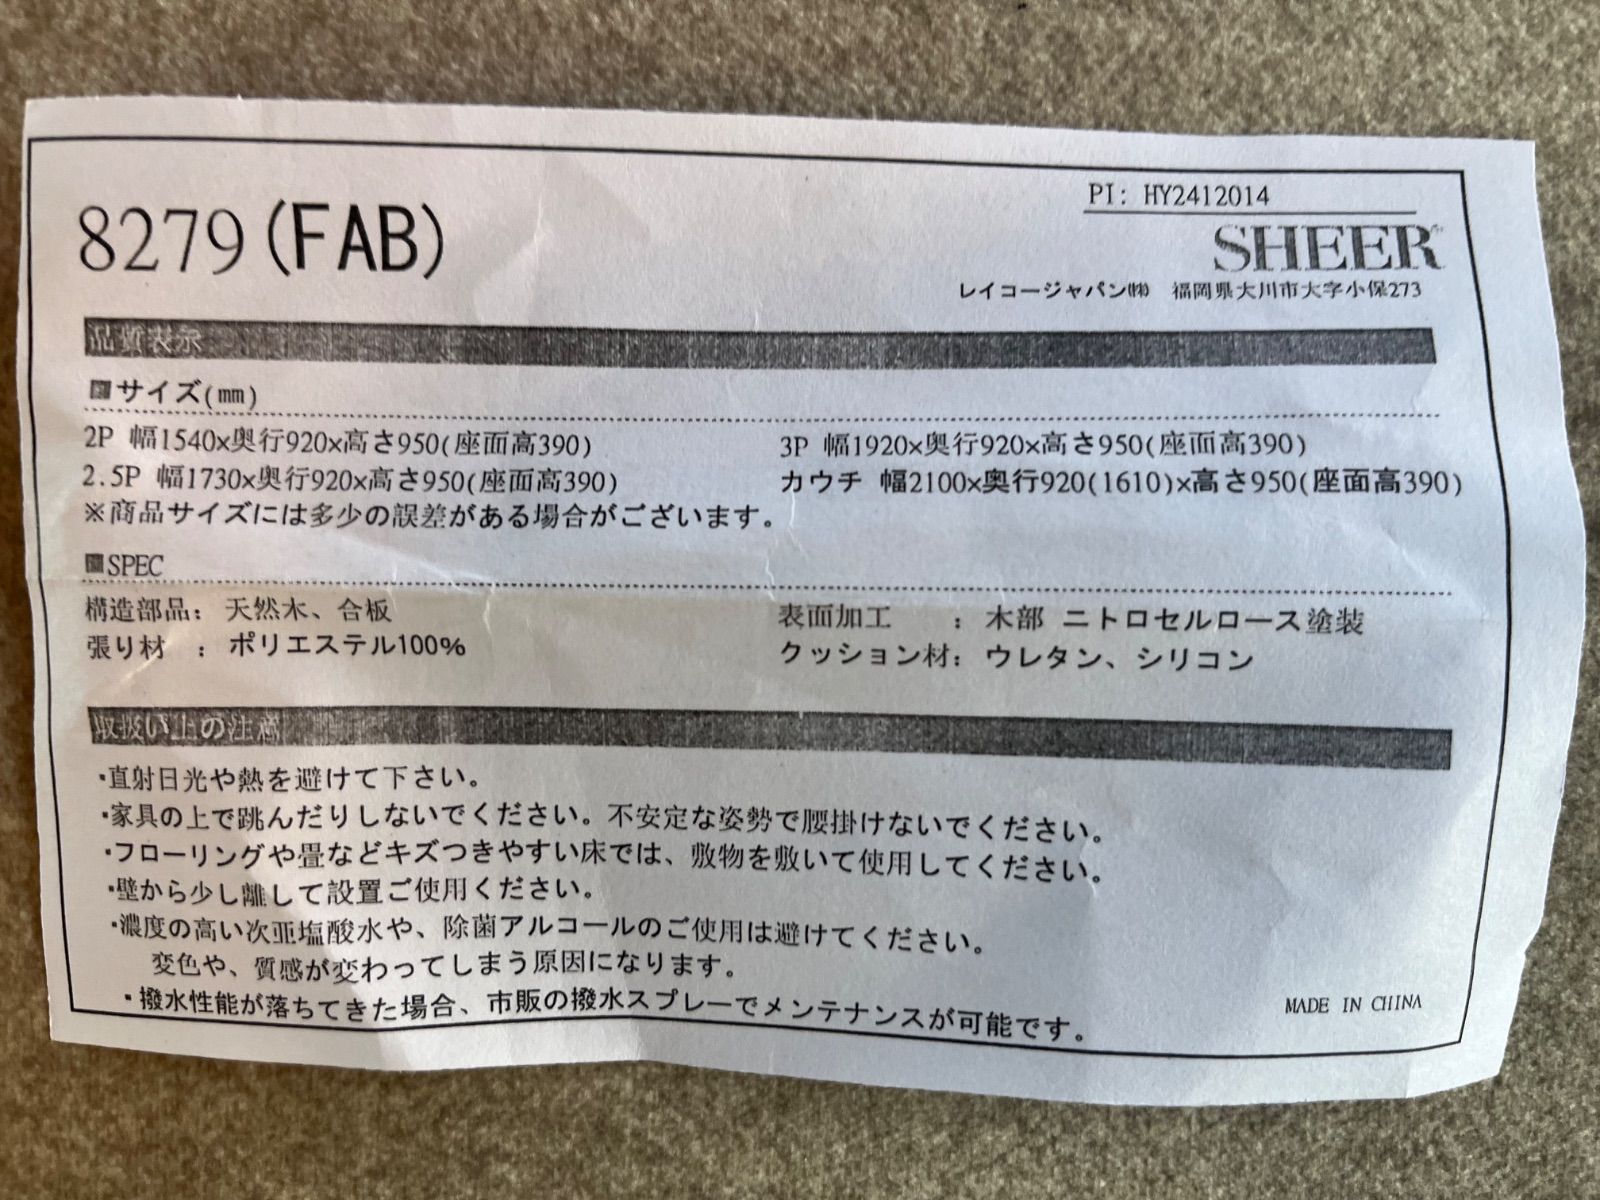 PI: HY2412014
8279(FAB)
SHEER
レイコージャパン㈱ 福岡県大川市大字小保273
品質表示
サイズ(㎜)
2P 幅1540×奥行920×高さ950(座面高390)
3P 幅1920×奥行920×高さ950(座面高390)
2.5P 幅1730×奥行920×高さ950(座面高390)
カウチ 幅2100×奥行920(1610)×高さ950(座面高390)
※商品サイズには多少の誤差がある場合がございます。
SPEC
構造部品: 天然木、合板
表面加工 : 木部 ニトロセルロース塗装
張り材 : ポリエステル100%
クッション材: ウレタン、シリコン
取扱い上の注意
・直射日光や熱を避けて下さい。
・家具の上で跳んだりしないでください。不安定な姿勢で腰掛けないでください。
・フローリングや畳などキズつきやすい床では、敷物を敷いて使用してください。
・壁から少し離して設置ご使用ください。
・濃度の高い次亜塩酸水や、除菌アルコールのご使用は避けてください。
変色や、質感が変わってしまう原因になります。
・撥水性能が落ちてきた場合、市販の撥水スプレーでメンテナンスが可能です。
MADE IN CHINA